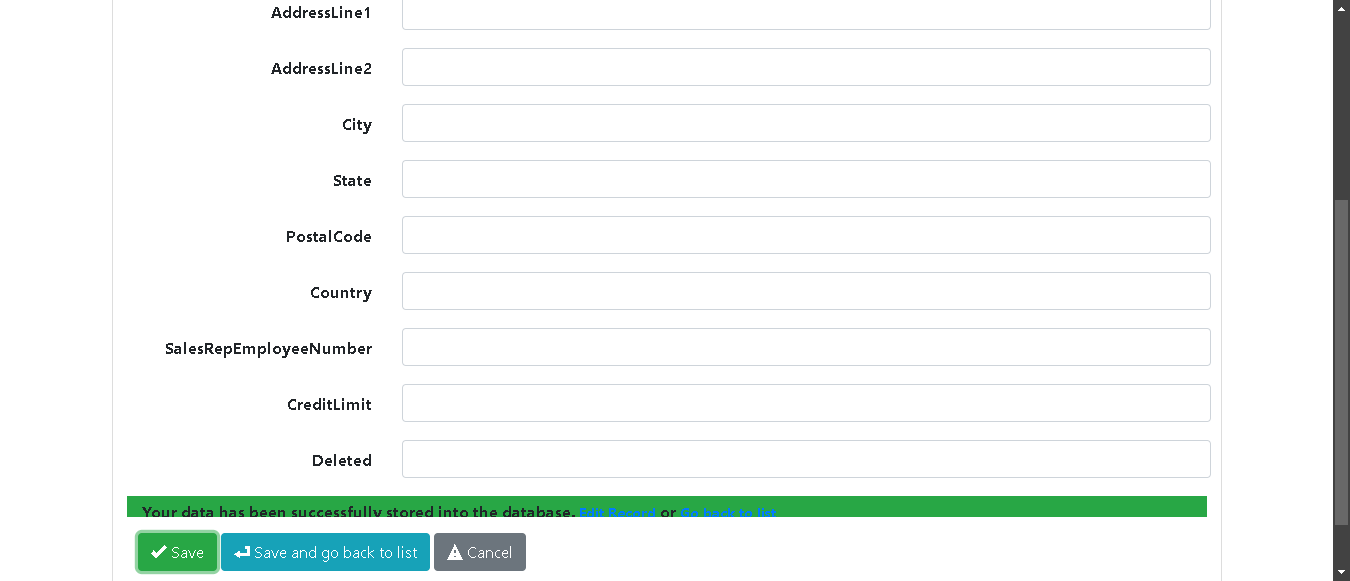 AddressLine1
AddressLine2
City
State
PostalCode
Country
SalesRepEmployeeNumber
CreditLimit
Deleted
Your data has been successfully stored into the database. Edit Record or Go back to list
Save Save and go back to list Cancel